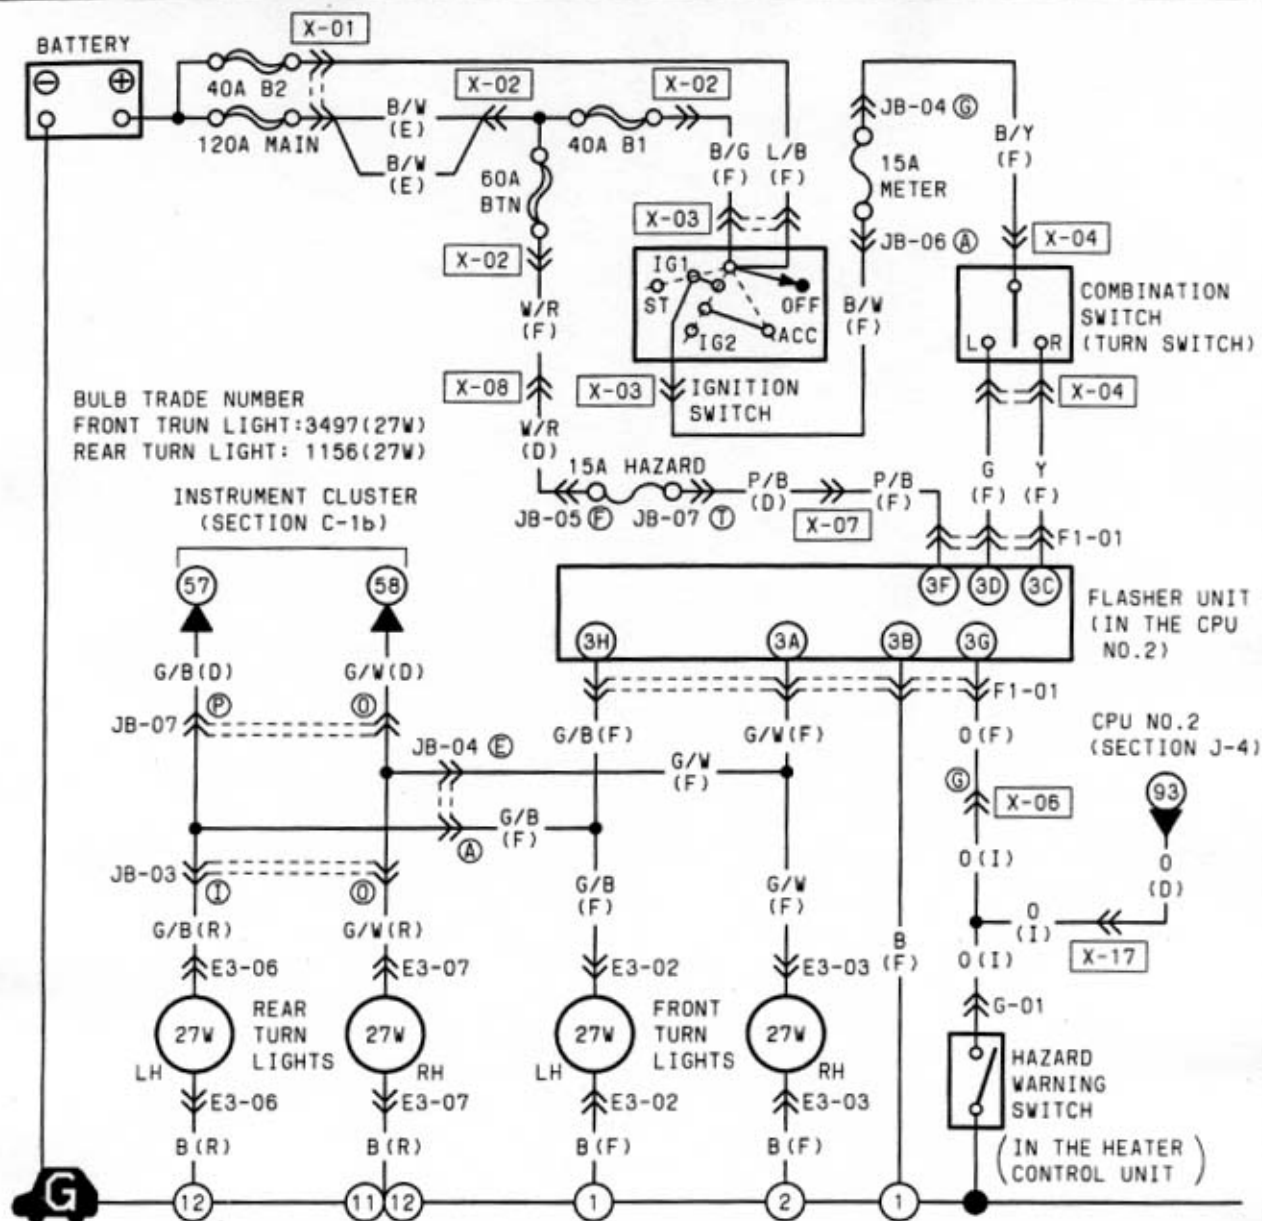 X-01
BATTERY
⊖ ⊕
40A B2
X-02
X-02
JB-04 Ⓖ
120A MAIN
B/W
(E)
40A B1
B/W
(E)
60A
BTN
B/G
(F)
L/B
(F)
15A
METER
B/Y
(F)
X-03
JB-06 Ⓐ
X-04
X-02
IG1
ST
OFF
IG2
ACC
W/R
(F)
B/W
(F)
COMBINATION
SWITCH
(TURN SWITCH)
L
R
X-08
X-03
IGNITION
SWITCH
X-04
BULB TRADE NUMBER
FRONT TRUN LIGHT:3497(27W)
REAR TURN LIGHT: 1156(27W)
W/R
(D)
15A HAZARD
JB-05 Ⓕ
JB-07 Ⓣ
P/B
(D)
X-07
P/B
(F)
G
(F)
Y
(F)
INSTRUMENT CLUSTER
(SECTION C-1b)
F1-01
57
58
3F
3D
3C
FLASHER UNIT
(IN THE CPU
NO.2)
3H
3A
3B
3G
G/B(D)
G/W(D)
F1-01
JB-07
Ⓟ
Ⓞ
G/B(F)
G/W(F)
O(F)
CPU NO.2
(SECTION J-4)
JB-04 Ⓔ
G/W
(F)
Ⓖ
X-06
93
G/B
(F)
Ⓐ
JB-03
Ⓘ
Ⓞ
G/B
(F)
G/W
(F)
O(I)
O
(D)
G/B(R)
G/W(R)
B
(F)
O
(I)
X-17
O(I)
E3-06
E3-07
E3-02
E3-03
G-01
27W
REAR
TURN
LIGHTS
27W
27W
FRONT
TURN
LIGHTS
27W
LH
RH
LH
RH
HAZARD
WARNING
SWITCH
E3-06
E3-07
E3-02
E3-03
B(R)
B(R)
B(F)
B(F)
(IN THE HEATER
CONTROL UNIT)
G
12
11
12
1
2
1